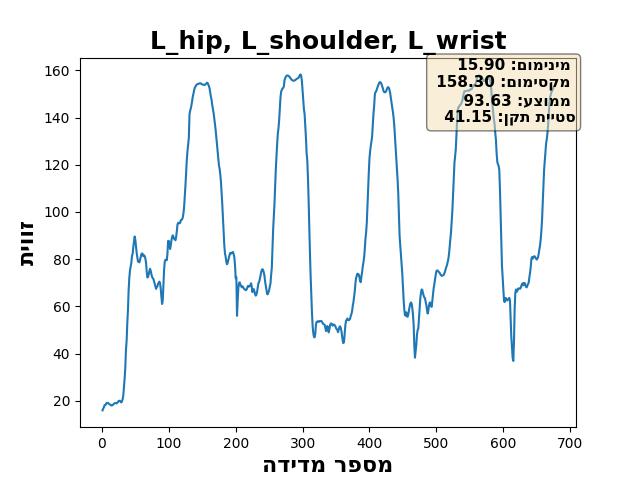 L_hip, L_shoulder, L_wrist
מינימום: 15.90
מקסימום: 158.30
ממוצע: 93.63
סטיית תקן: 41.15
160
140
120
100
80
60
40
20
זווית
0 100 200 300 400 500 600 700
מספר מדידה